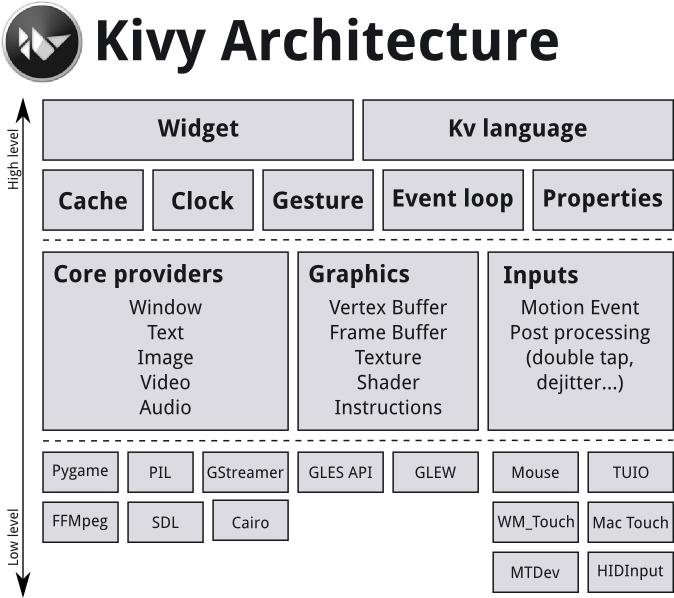 Kivy Architecture
High level
Widget
Kv language
Cache
Clock
Gesture
Event loop
Properties
Core providers
Window
Text
Image
Video
Audio
Graphics
Vertex Buffer
Frame Buffer
Texture
Shader
Instructions
Inputs
Motion Event
Post processing
(double tap,
dejitter...)
Low level
Pygame
PIL
GStreamer
GLES API
GLEW
Mouse
TUIO
FFMpeg
SDL
Cairo
WM_Touch
Mac Touch
MTDev
HIDInput